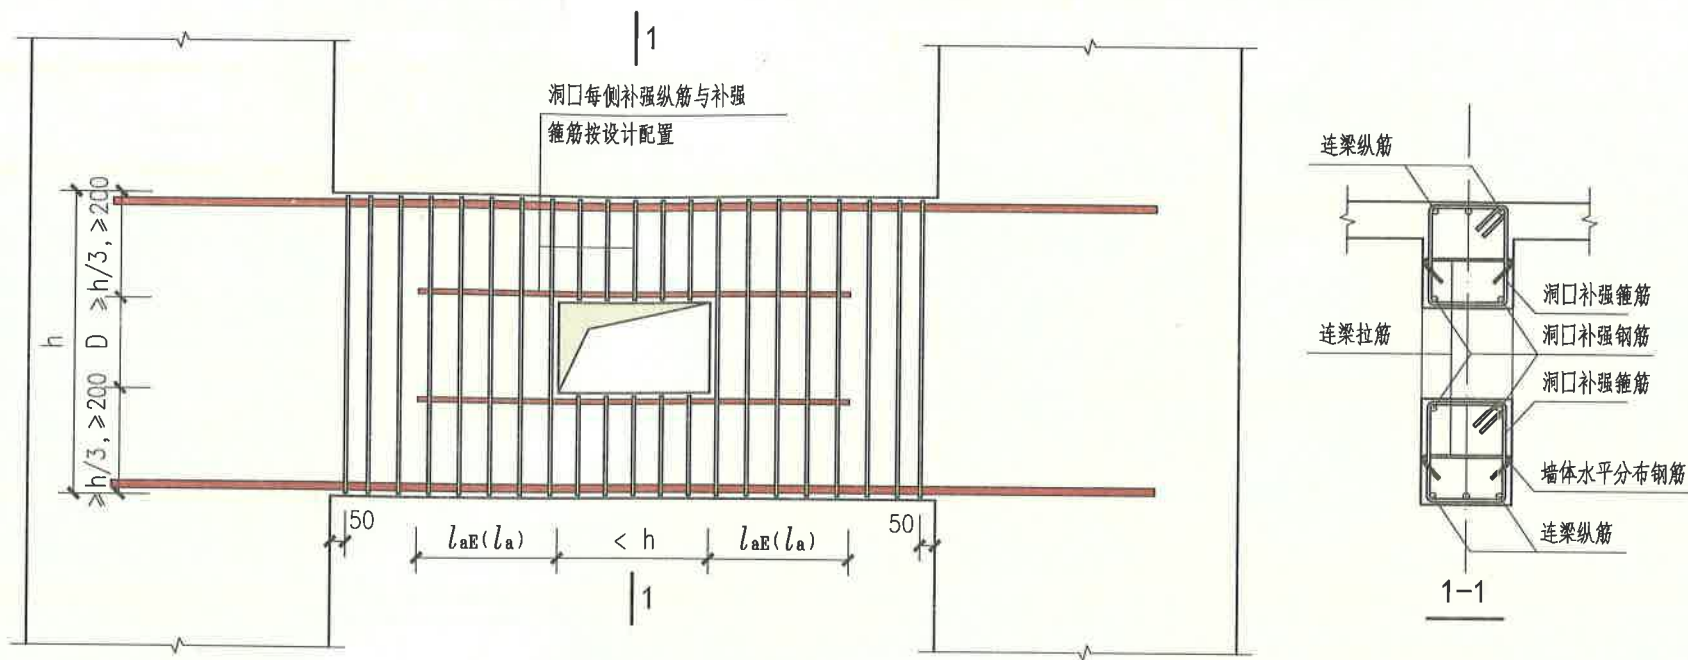 1
洞口每侧补强纵筋与补强
箍筋按设计配置
h
≥h/3, ≥200
D
≥h/3, ≥200
50
laE(la)
< h
laE(la)
50
1
连梁纵筋
洞口补强箍筋
连梁拉筋
洞口补强钢筋
洞口补强箍筋
墙体水平分布钢筋
连梁纵筋
1-1